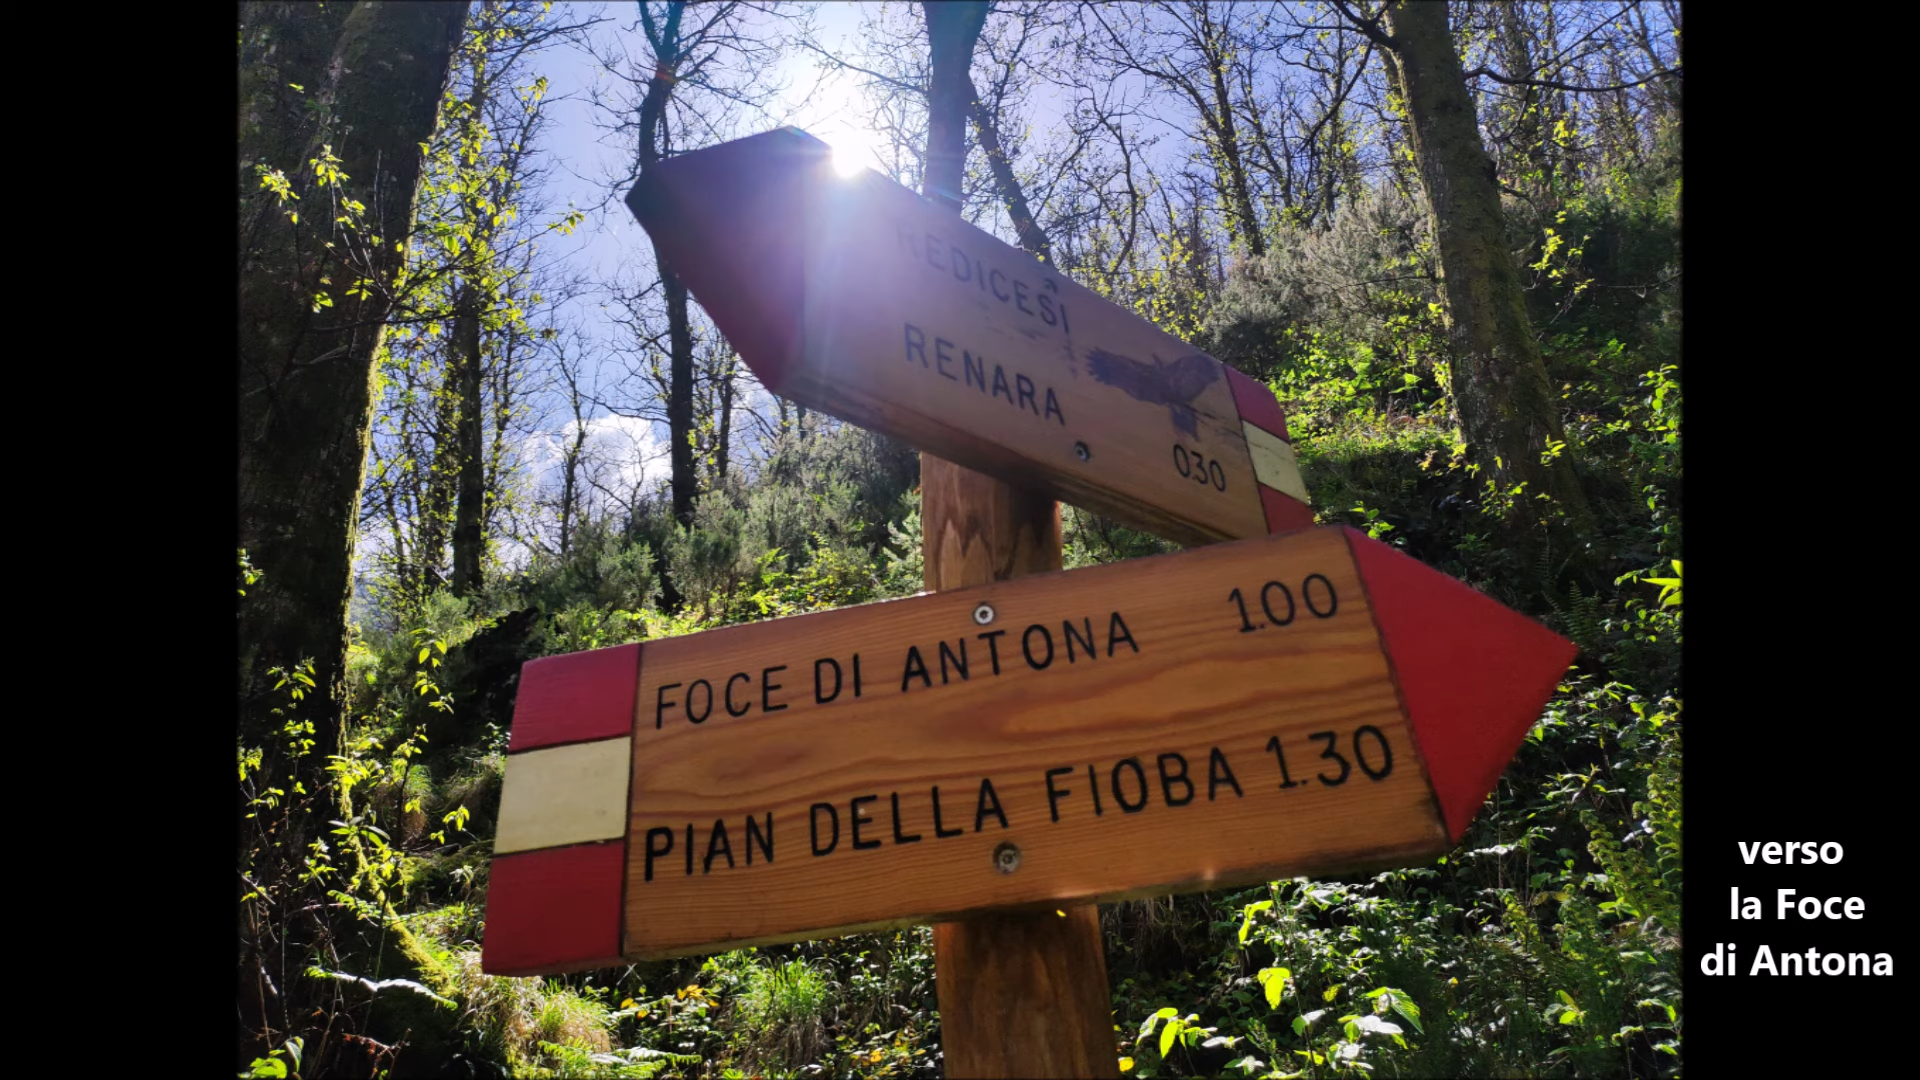 REDICESI
RENARA
0.30
FOCE DI ANTONA 1.00
PIAN DELLA FIOBA 1.30
verso
la Foce
di Antona